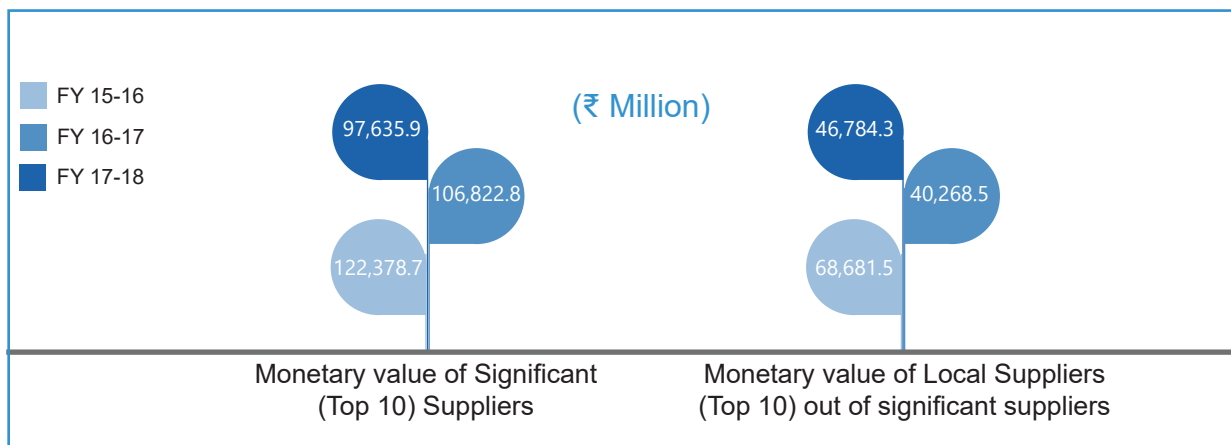 FY 15-16
FY 16-17
FY 17-18
(₹ Million)
97,635.9
106,822.8
122,378.7
46,784.3
40,268.5
68,681.5
Monetary value of Significant
(Top 10) Suppliers
Monetary value of Local Suppliers
(Top 10) out of significant suppliers